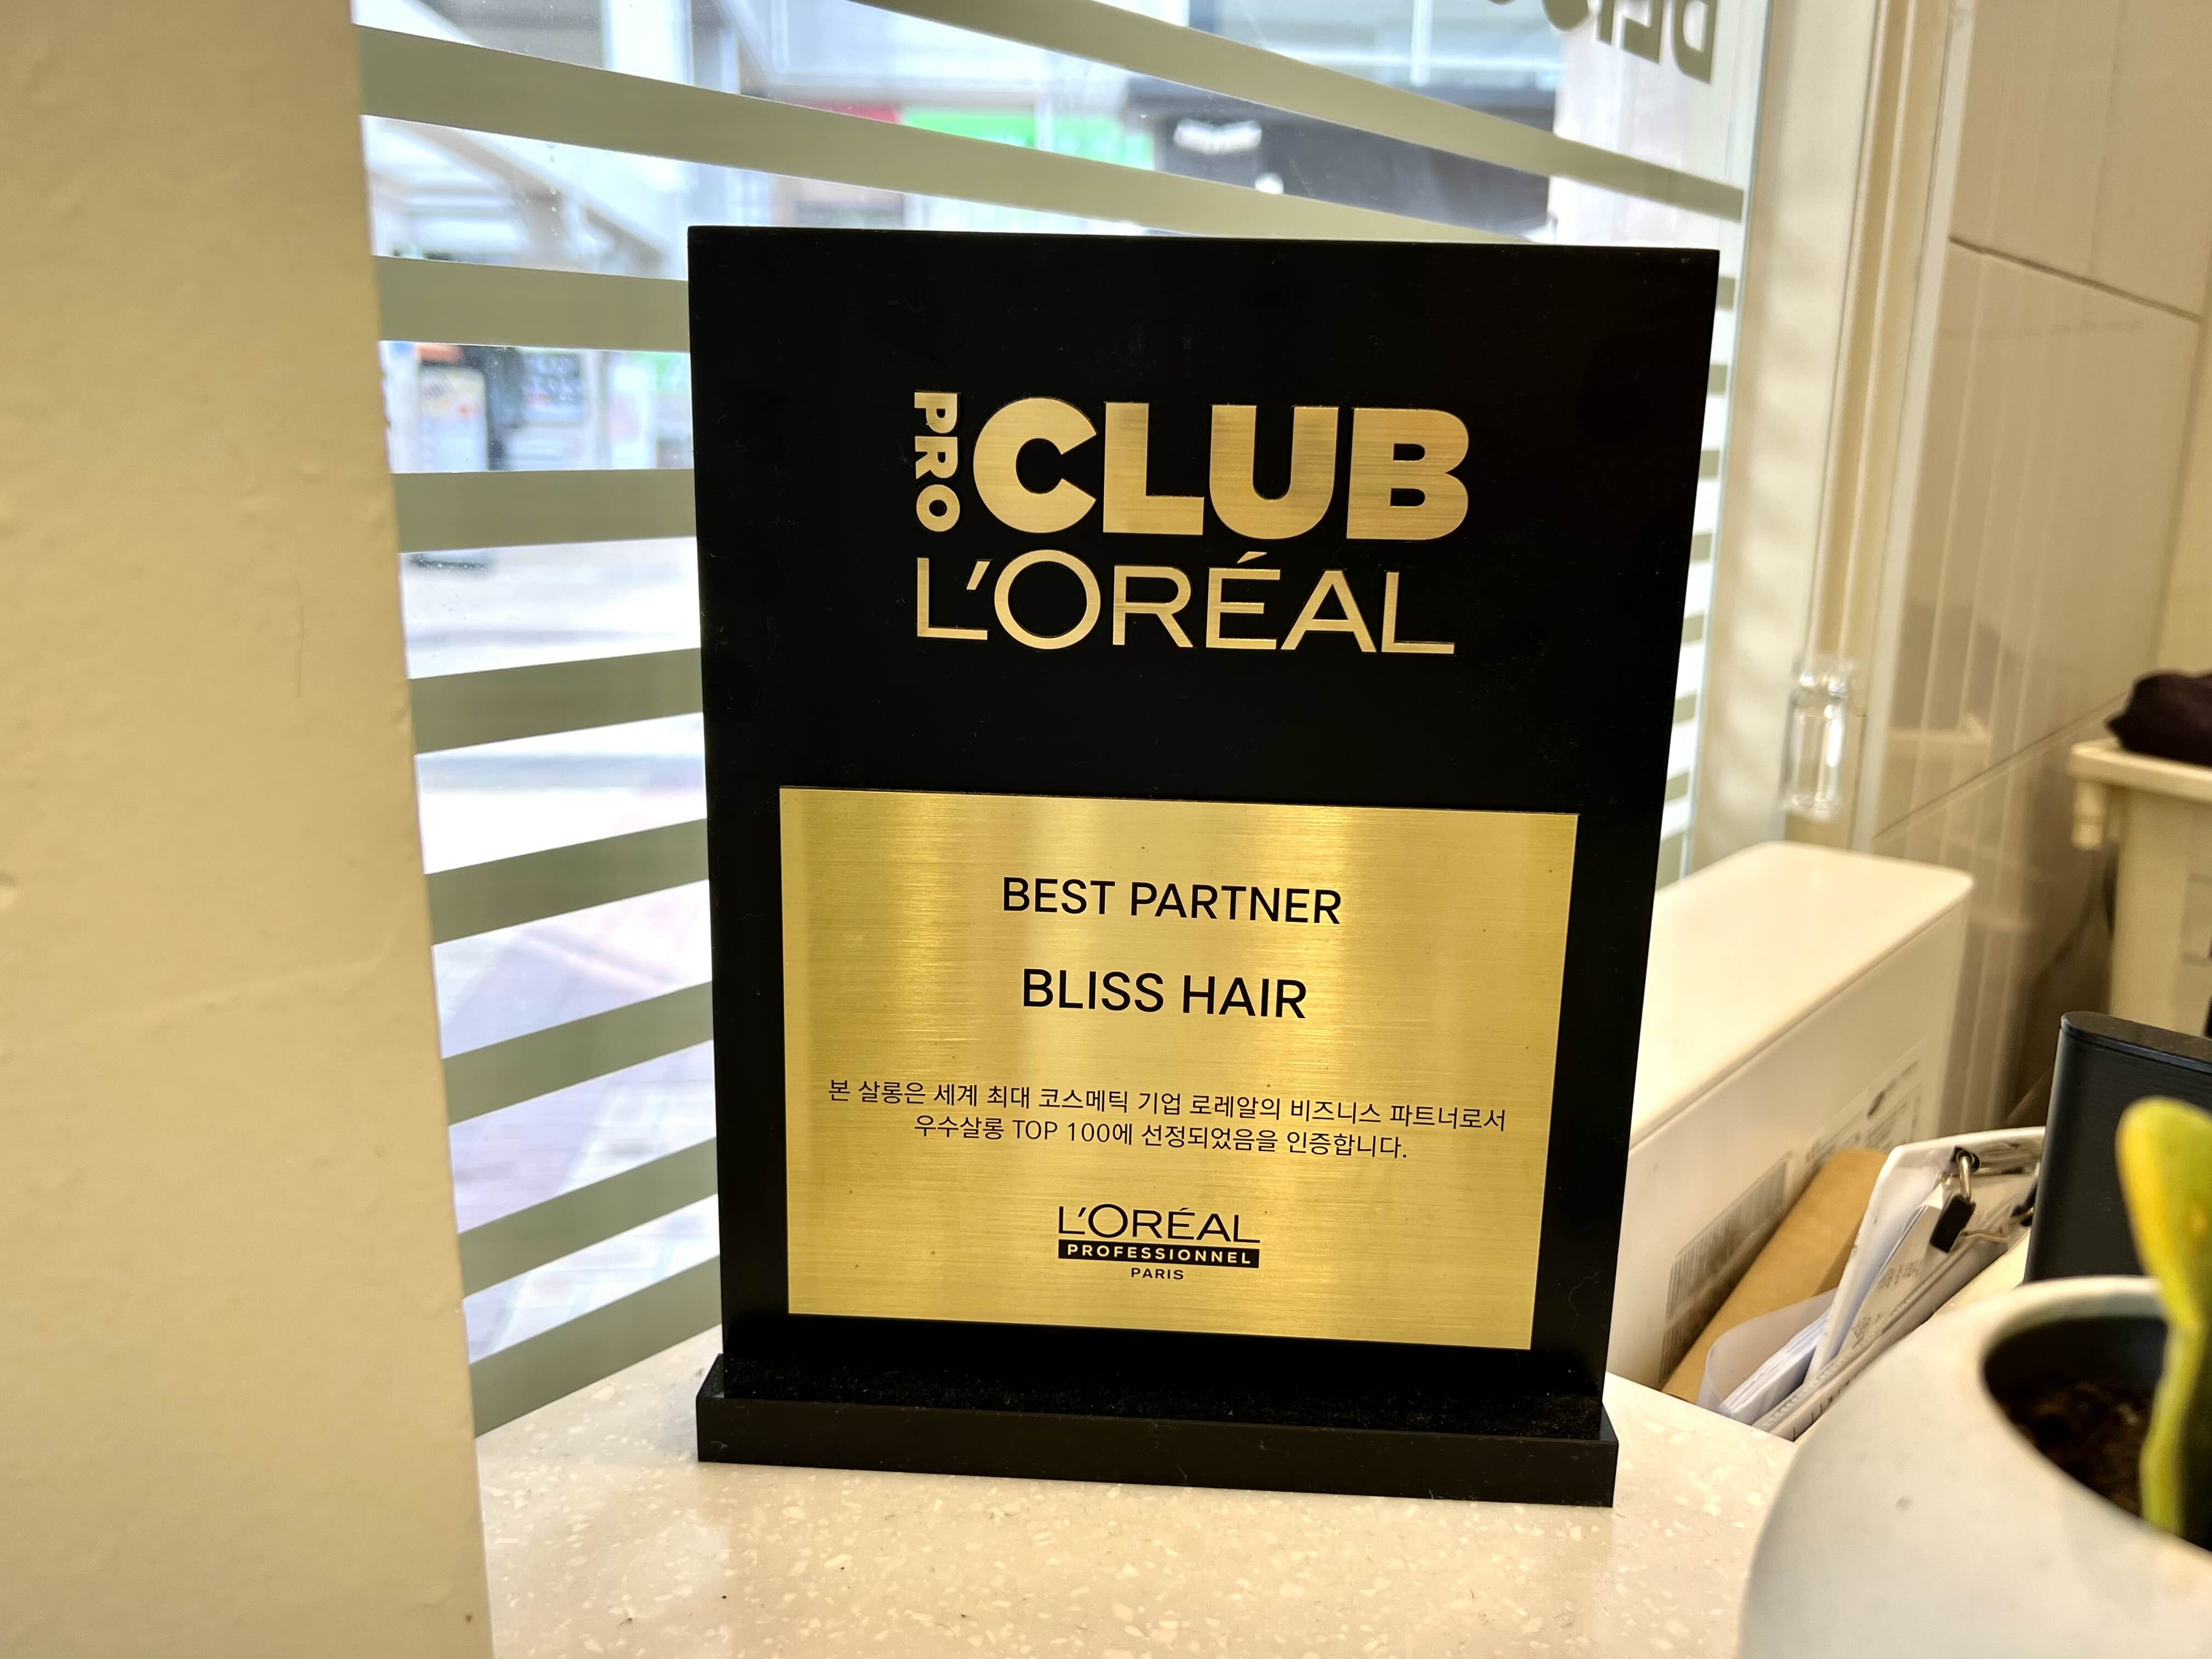 PRO CLUB
L'ORÉAL
BEST PARTNER
BLISS HAIR
본 살롱은 세계 최대 코스메틱 기업 로레알의 비즈니스 파트너로서
우수살롱 TOP 100에 선정되었음을 인증합니다.
L'ORÉAL
PROFESSIONNEL
PARIS